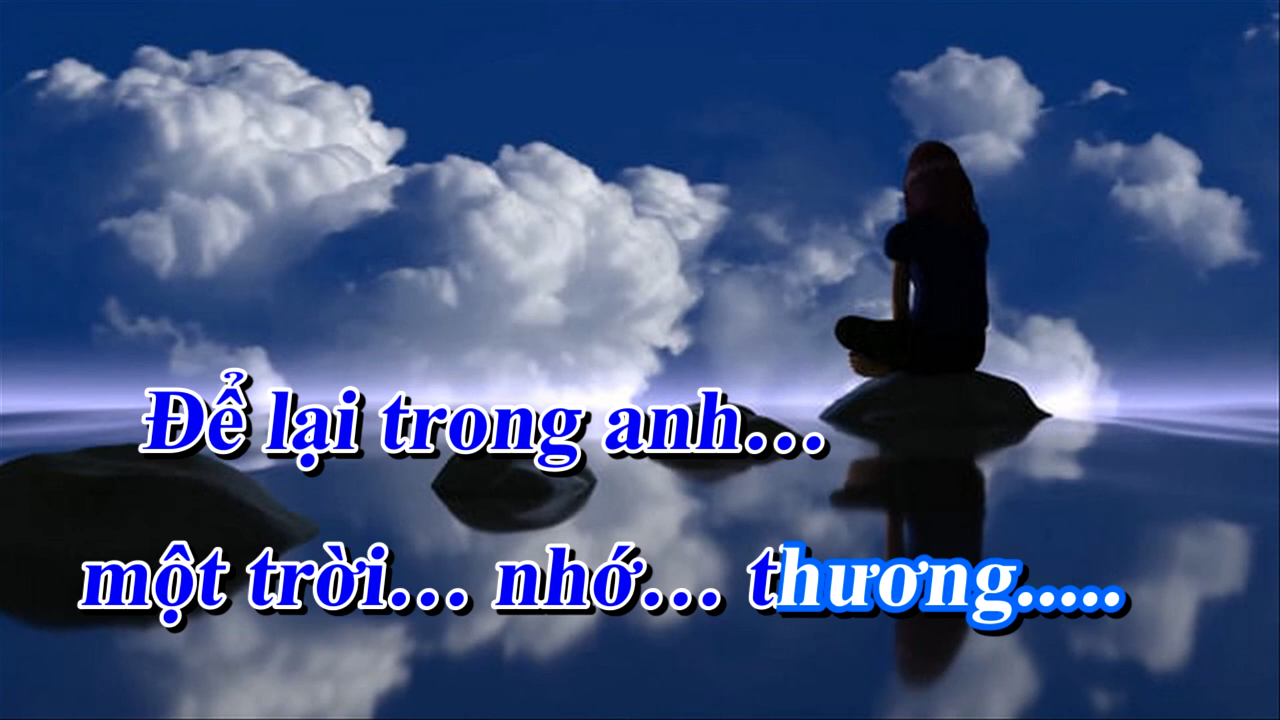 Để lại trong anh...
một trời... nhớ... thương.....